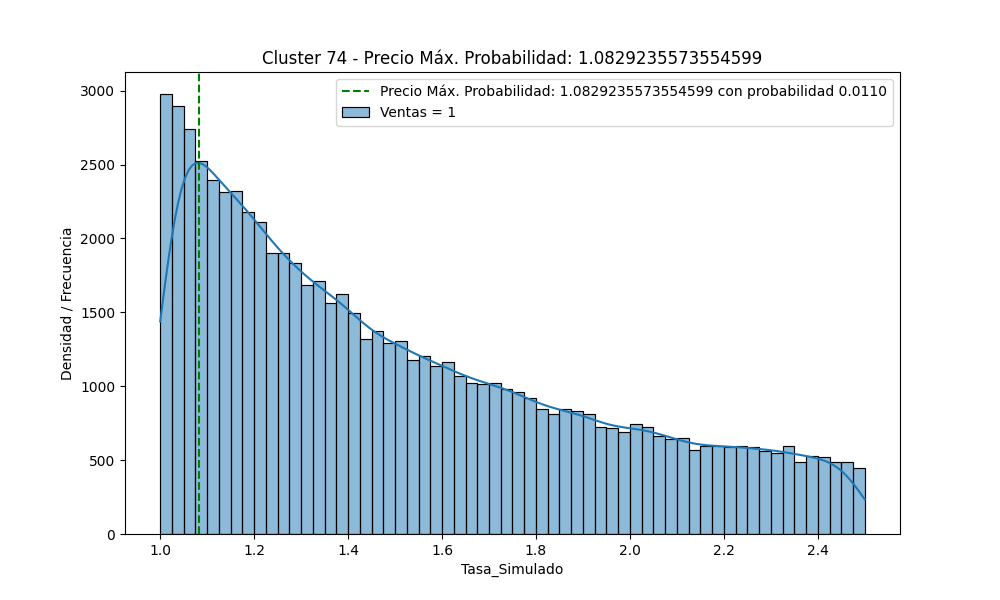 Cluster 74 - Precio Máx. Probabilidad: 1.0829235573554599
Precio Máx. Probabilidad: 1.0829235573554599 con probabilidad 0.0110
Ventas = 1
Densidad / Frecuencia
3000
2500
2000
1500
1000
500
0
1.0 1.2 1.4 1.6 1.8 2.0 2.2 2.4
Tasa_Simulado